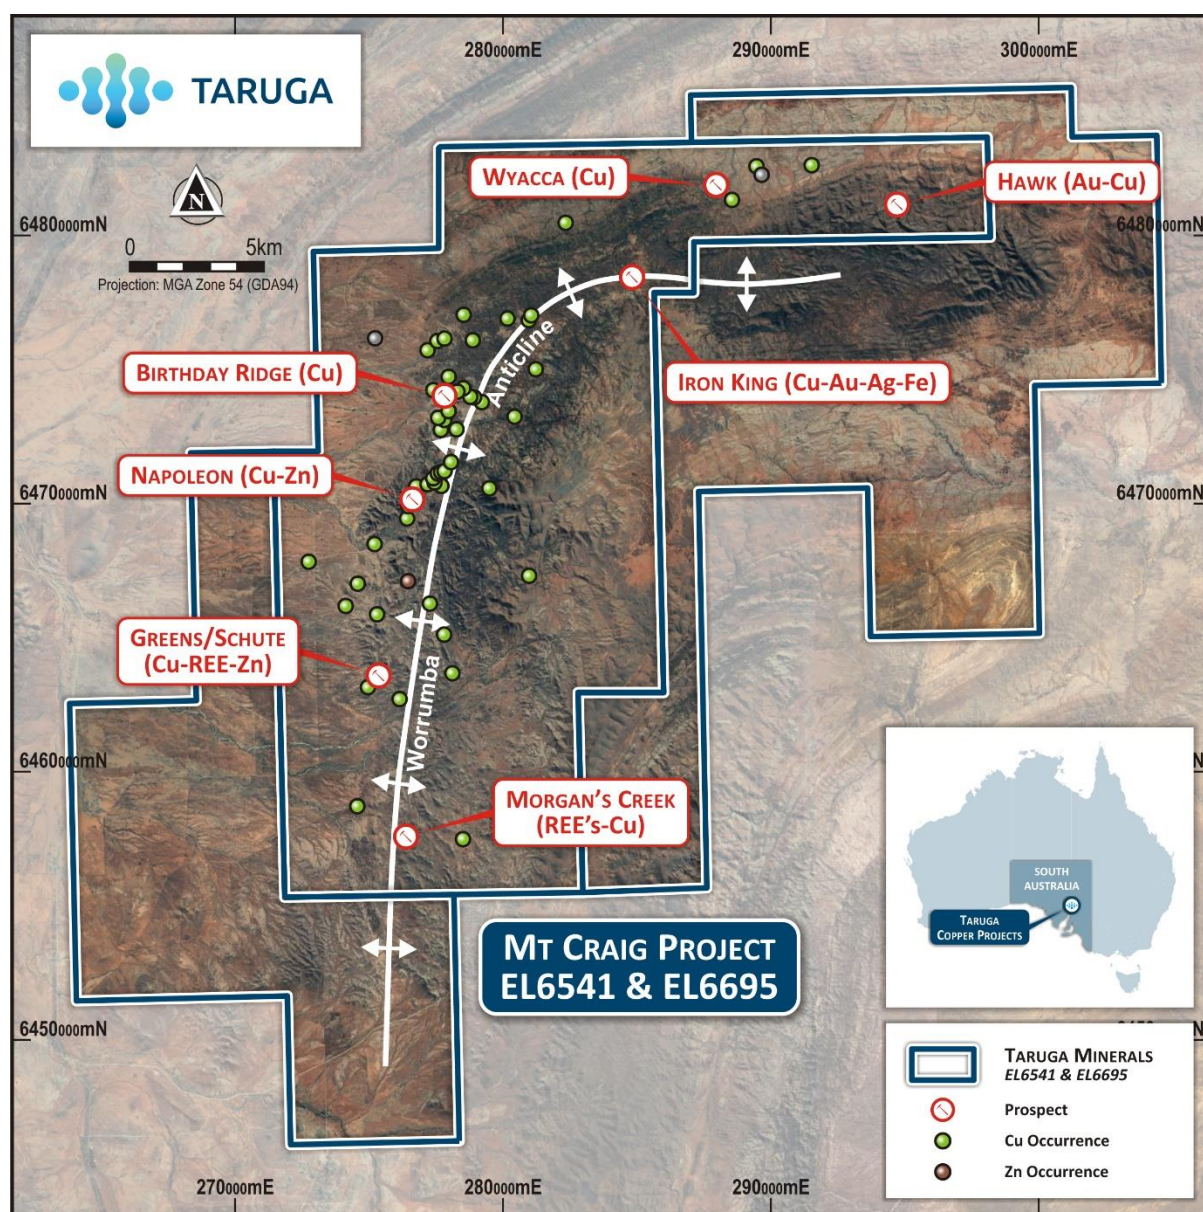 280000mE
290000mE
300000mE
TARUGA
WYACCA (Cu)
HAWK (Au-Cu)
N
6480000mN
6480000mN
0 5km
Projection: MGA Zone 54 (GDA94)
Anticline
BIRTHDAY RIDGE (Cu)
IRON KING (Cu-Au-Ag-Fe)
NAPOLEON (Cu-Zn)
6470000mN
6470000mN
GREENS/SCHUTE
(Cu-REE-Zn)
Worrumba
6460000mN
MORGAN'S CREEK
(REE's-Cu)
SOUTH
AUSTRALIA
TARUGA
COPPER PROJECTS
MT CRAIG PROJECT
EL6541 & EL6695
6450000mN
TARUGA MINERALS
EL6541 & EL6695
Prospect
Cu Occurrence
Zn Occurrence
270000mE
280000mE
290000mE